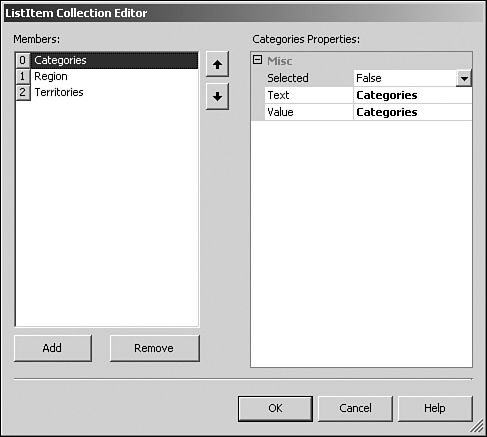 ListItem Collection Editor
Members:
0 Categories
1 Region
2 Territories
Add
Remove
Categories Properties:
Misc
Selected False
Text Categories
Value Categories
OK
Cancel
Help